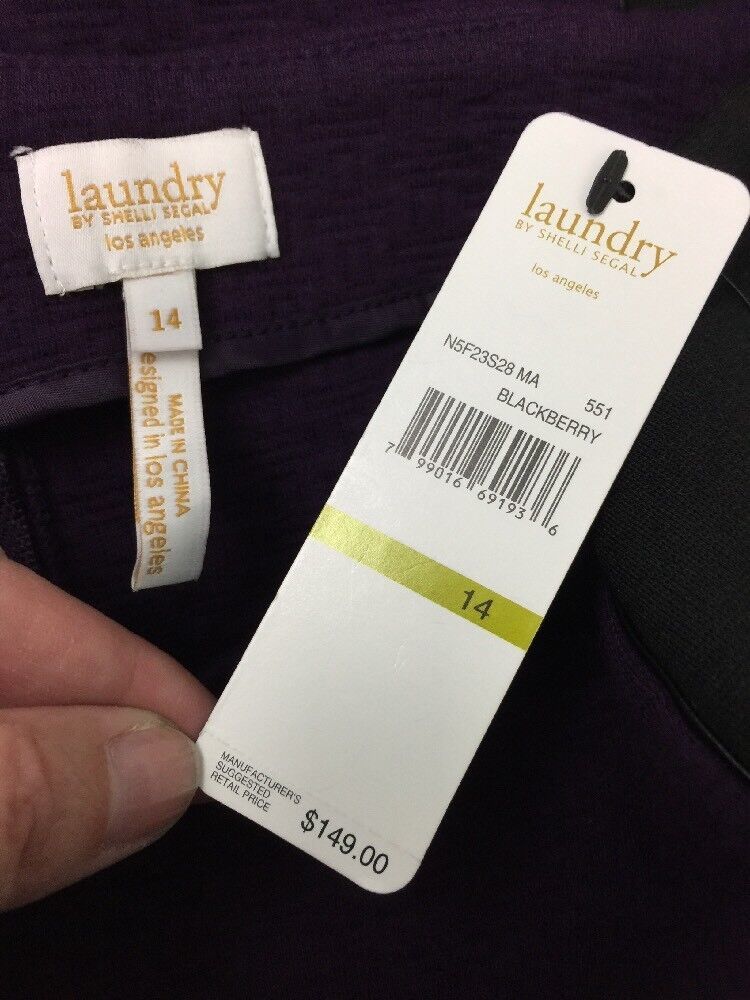 laundry
BY SHELLI SEGAL
los angeles
14
MADE IN CHINA
esigned in los angeles
laundry
BY SHELLI SEGAL
los angeles
N5F23S28 MA 551
BLACKBERRY
7 99016 69193 6
14
MANUFACTURER'S
SUGGESTED
RETAIL PRICE
$149.00